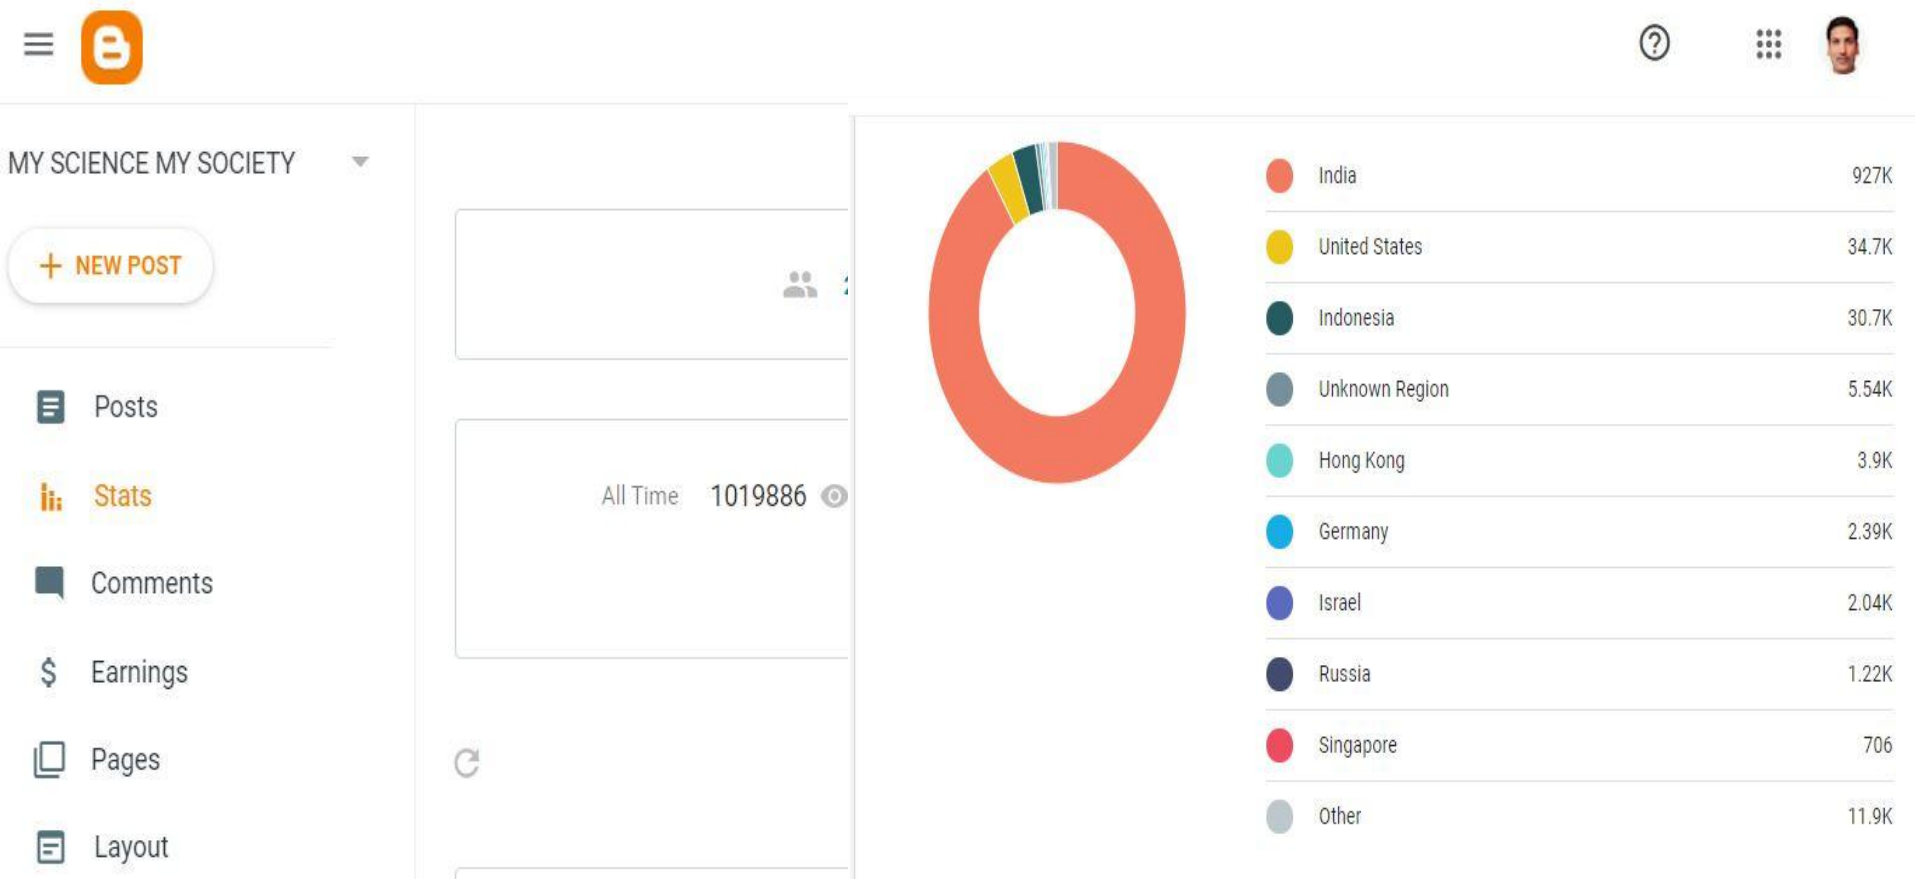 MY SCIENCE MY SOCIETY
+ NEW POST
Posts
Stats
Comments
$ Earnings
Pages
Layout
All Time 1019886
India 927K
United States 34.7K
Indonesia 30.7K
Unknown Region 5.54K
Hong Kong 3.9K
Germany 2.39K
Israel 2.04K
Russia 1.22K
Singapore 706
Other 11.9K